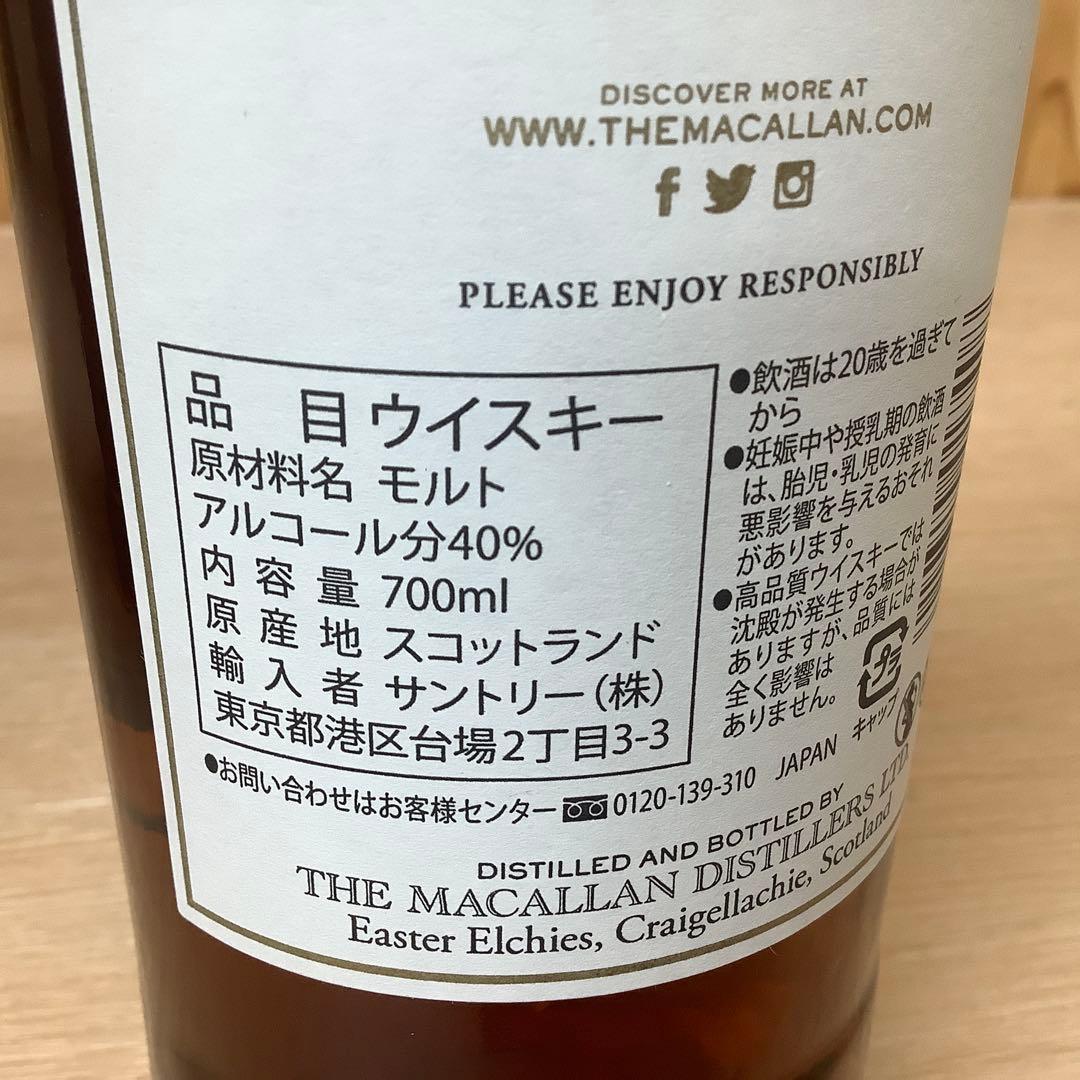 DISCOVER MORE AT
WWW.THEMACALLAN.COM
PLEASE ENJOY RESPONSIBLY
品 目 ウイスキー
原材料名 モルト
アルコール分40%
内容量 700ml
原産地 スコットランド
輸入者 サントリー(株)
東京都港区台場2丁目3-3
●飲酒は20歳を過ぎて
から
●妊娠中や授乳期の飲酒
は、胎児・乳児の発育に
悪影響を与えるおそれ
があります。
●高品質ウイスキーでは
沈殿が発生する場合が
ありますが、品質には
全く影響は
ありません。
プラ
キャップ
●お問い合わせはお客様センター 0120-139-310 JAPAN
DISTILLED AND BOTTLED BY
THE MACALLAN DISTILLERS LTD.
Easter Elchies, Craigellachie, Scotland